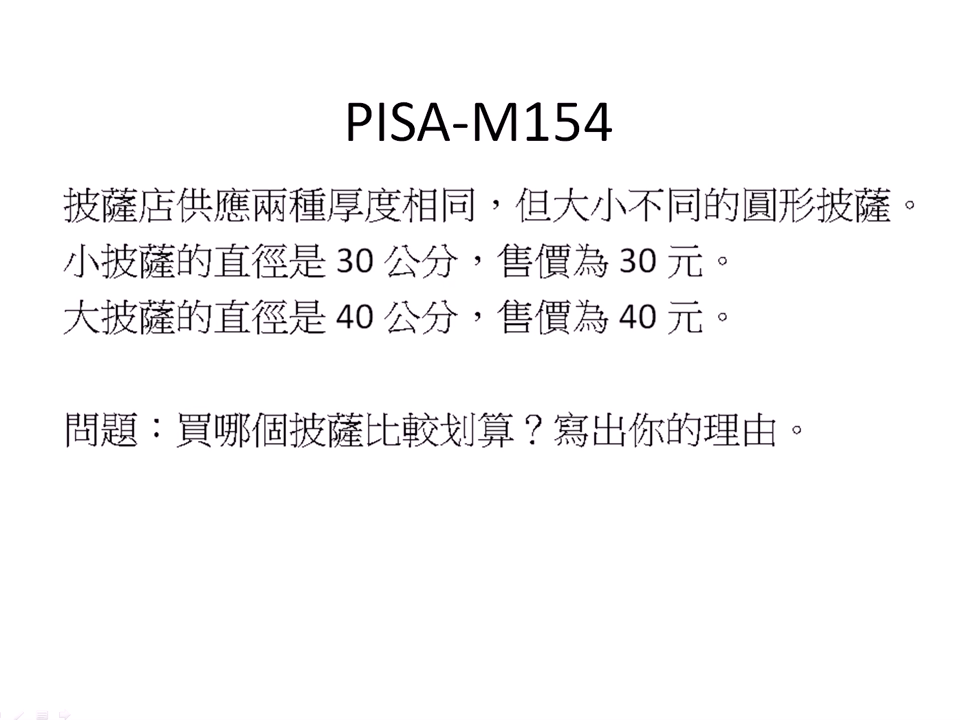 PISA-M154
披薩店供應兩種厚度相同，但大小不同的圓形披薩。
小披薩的直徑是 30 公分，售價為 30 元。
大披薩的直徑是 40 公分，售價為 40 元。
問題：買哪個披薩比較划算？寫出你的理由。